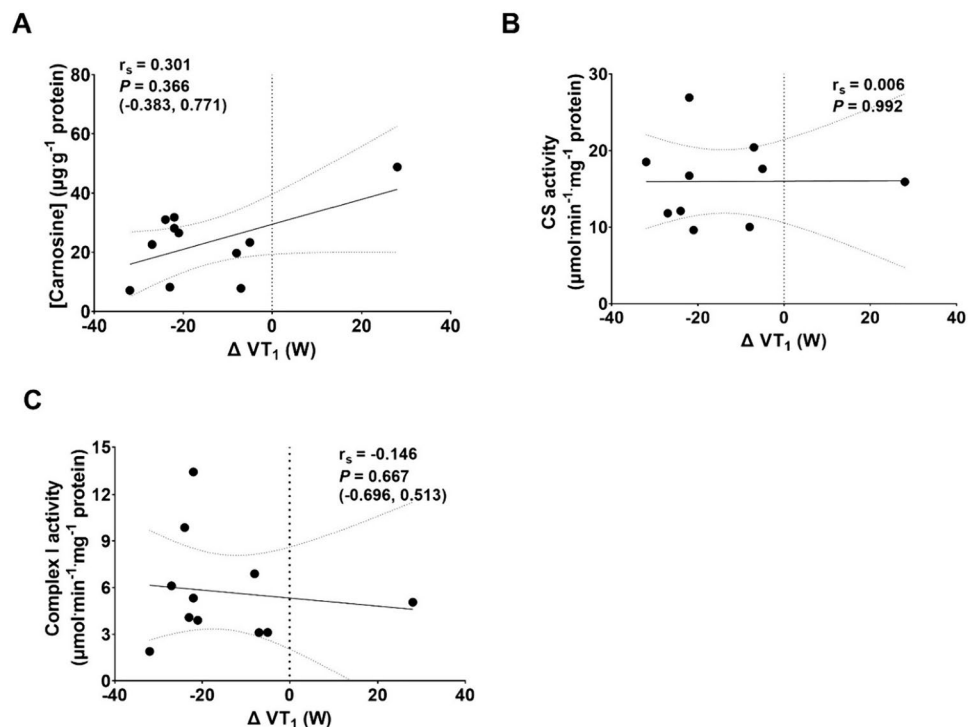 A
r_s = 0.301
P = 0.366
(-0.383, 0.771)
[Carnosine] (µg·g⁻¹ protein)
80
60
40
20
0
-40 -20 0 20 40
Δ VT₁ (W)
B
r_s = 0.006
P = 0.992
CS activity
(µmol·min⁻¹·mg⁻¹ protein)
30
20
10
0
-40 -20 0 20 40
Δ VT₁ (W)
C
r_s = -0.146
P = 0.667
(-0.696, 0.513)
Complex I activity
(µmol·min⁻¹·mg⁻¹ protein)
15
12
9
6
3
0
-40 -20 0 20 40
Δ VT₁ (W)